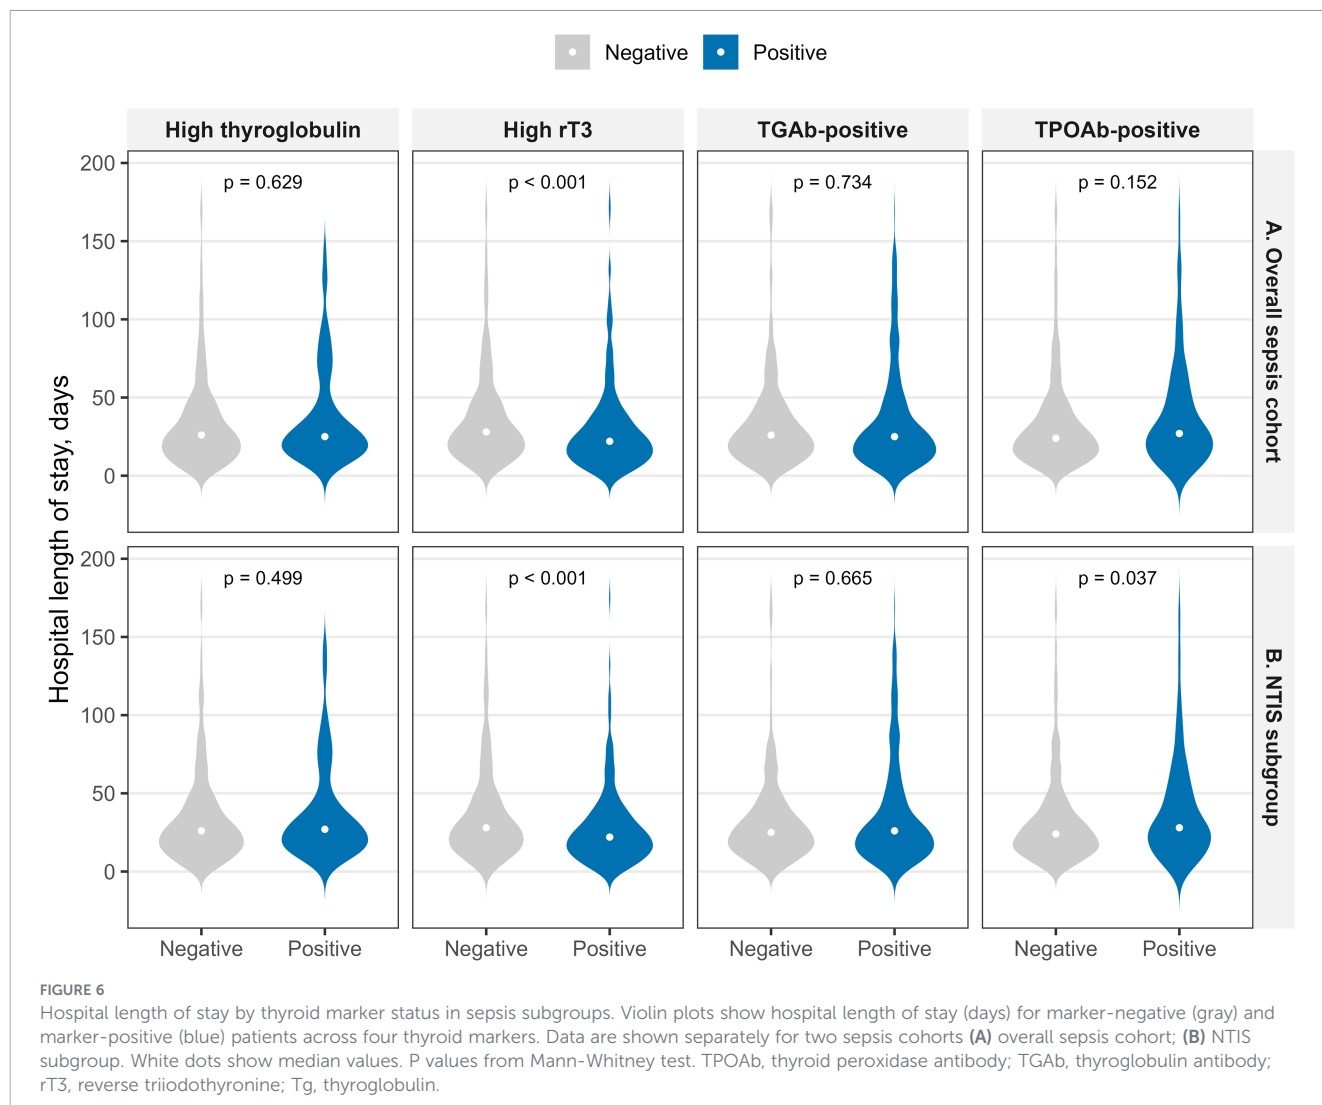 Negative Positive
High thyroglobulin High rT3 TGAb-positive TPOAb-positive
Hospital length of stay, days
200
150
100
50
0
p = 0.629 p < 0.001 p = 0.734 p = 0.152
A. Overall sepsis cohort
200
150
100
50
0
p = 0.499 p < 0.001 p = 0.665 p = 0.037
B. NTIS subgroup
Negative Positive Negative Positive Negative Positive Negative Positive
FIGURE 6
Hospital length of stay by thyroid marker status in sepsis subgroups. Violin plots show hospital length of stay (days) for marker-negative (gray) and
marker-positive (blue) patients across four thyroid markers. Data are shown separately for two sepsis cohorts (A) overall sepsis cohort; (B) NTIS
subgroup. White dots show median values. P values from Mann-Whitney test. TPOAb, thyroid peroxidase antibody; TGAb, thyroglobulin antibody;
rT3, reverse triiodothyronine; Tg, thyroglobulin.